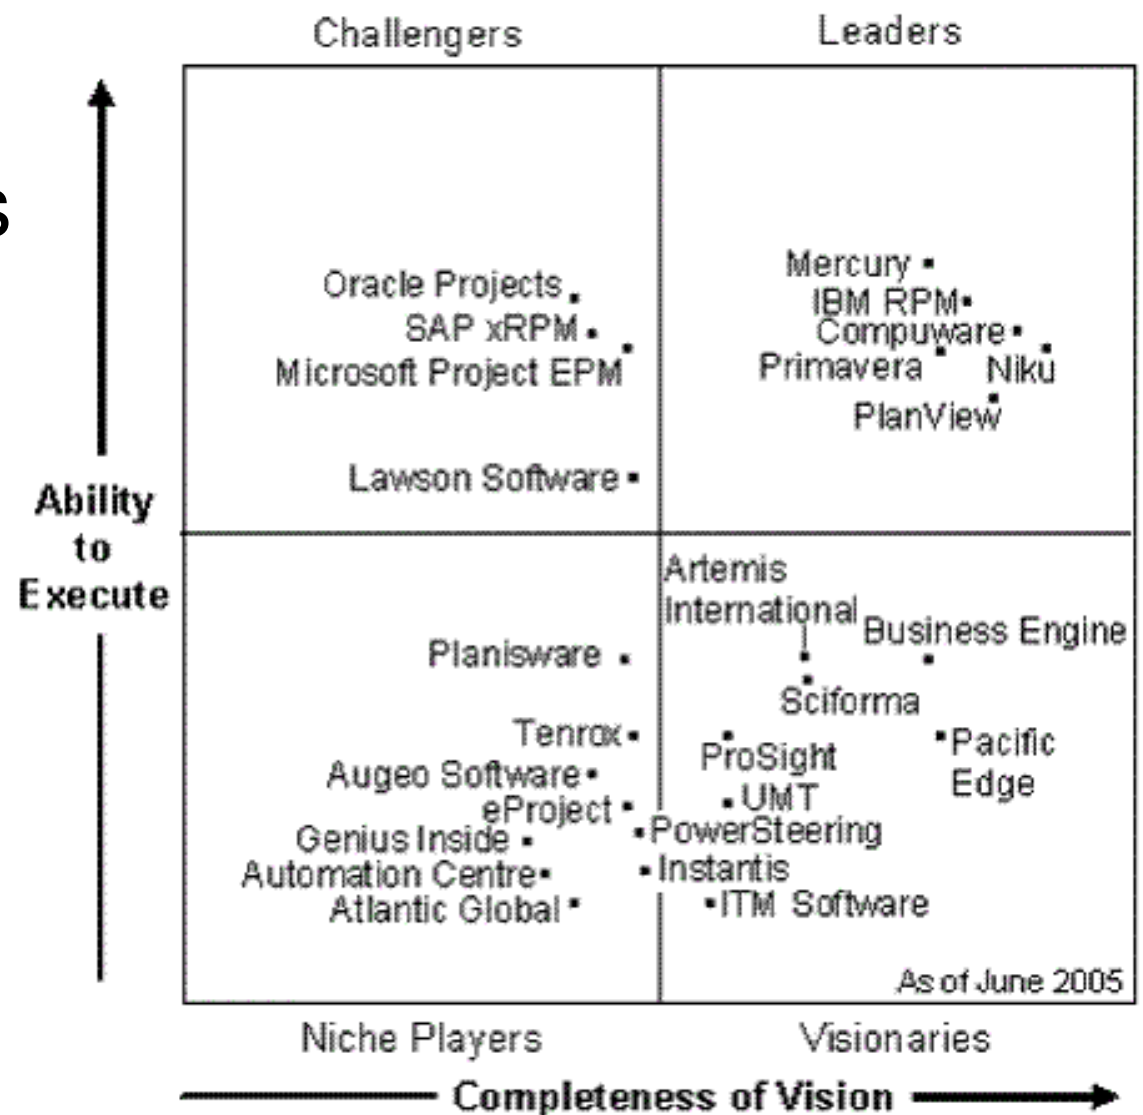 Challengers
Leaders
s
Mercury
Oracle Projects
IBM RPM
SAP xRPM
Compuware
Microsoft Project EPM
Primavera
Niku
PlanView
Lawson Software
Ability
to
Execute
Artemis
International
Business Engine
Planisware
Sciforma
Tenrox
ProSight
Pacific
Edge
Augeo Software
UMT
eProject
PowerSteering
Genius Inside
Instantis
Automation Centre
ITM Software
Atlantic Global
As of June 2005
Niche Players
Visionaries
Completeness of Vision